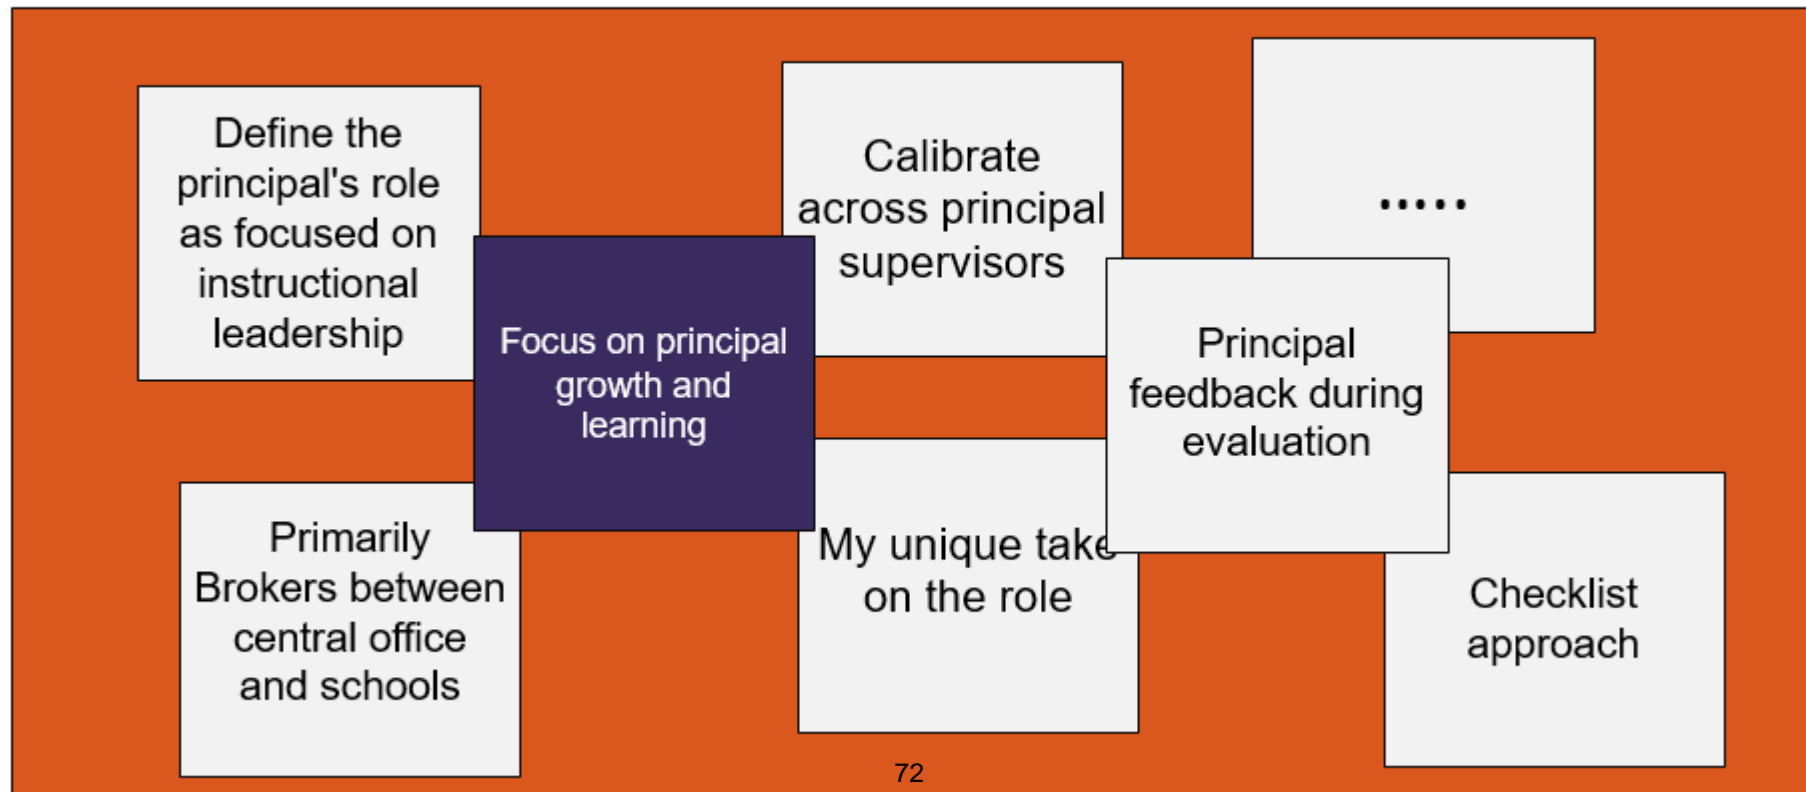 Define the
principal's role
as focused on
instructional
leadership
Focus on principal
growth and
learning
Calibrate
across principal
supervisors
.....
Principal
feedback during
evaluation
Primarily
Brokers between
central office
and schools
My unique take
on the role
Checklist
approach
72